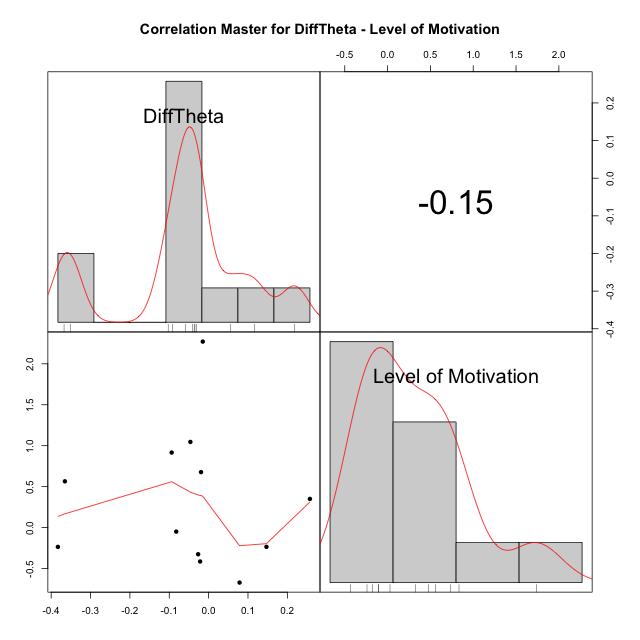 Correlation Master for DiffTheta - Level of Motivation
-0.5 0.0 0.5 1.0 1.5 2.0
DiffTheta
-0.15
0.2
0.1
0.0
-0.1
-0.2
-0.3
-0.4
Level of Motivation
2.0
1.5
1.0
0.5
0.0
-0.5
-0.4 -0.3 -0.2 -0.1 0.0 0.1 0.2